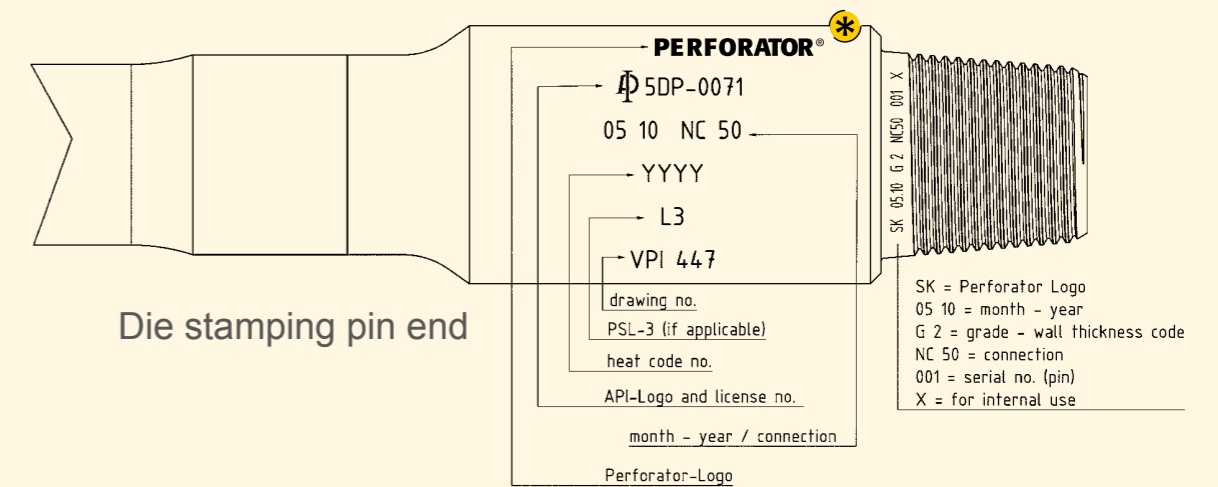 PERFORATOR®
5DP-0071
05 10 NC 50
YYYY
L3
VPI 447
SK 05.10 G 2 NC50 001 X
drawing no.
PSL-3 (if applicable)
heat code no.
API-Logo and license no.
month - year / connection
Perforator-Logo
Die stamping pin end
SK = Perforator Logo
05 10 = month - year
G 2 = grade - wall thickness code
NC 50 = connection
001 = serial no. (pin)
X = for internal use